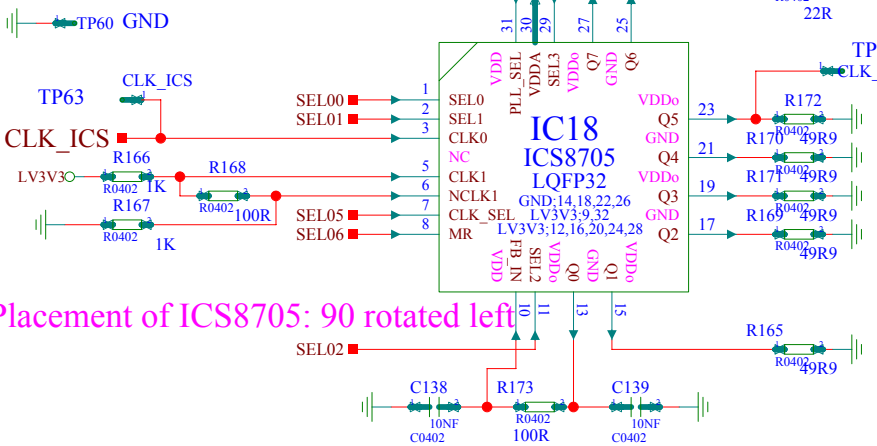 R0402
22R
TP60 GND
31
30
29
27
25
VDD
PLL_SEL
VDDA
SEL3
VDDo
Q7
GND
Q6
TP
CLK_
TP63
CLK_ICS
SEL00
1
SEL0
SEL01
2
SEL1
CLK_ICS
3
CLK0
NC
IC18
ICS8705
LQFP32
GND;14,18,22,26
LV3V3;9,32
LV3V3;12,16,20,24,28
VDDo
Q5
23
R172
R0402
49R9
GND
Q4
21
R170
R0402
49R9
VDDo
Q3
19
R171
R0402
49R9
GND
Q2
17
R169
R0402
49R9
LV3V3
R166
R0402
1K
5
CLK1
R168
R0402
100R
6
NCLK1
R167
R0402
1K
SEL05
7
CLK_SEL
SEL06
8
MR
VDD
FB_IN
SEL2
VDDo
Q0
GND
Q1
VDDo
10
11
13
15
Placement of ICS8705: 90 rotated left
SEL02
R165
R0402
49R9
C138
10NF
C0402
R173
R0402
100R
C139
10NF
C0402